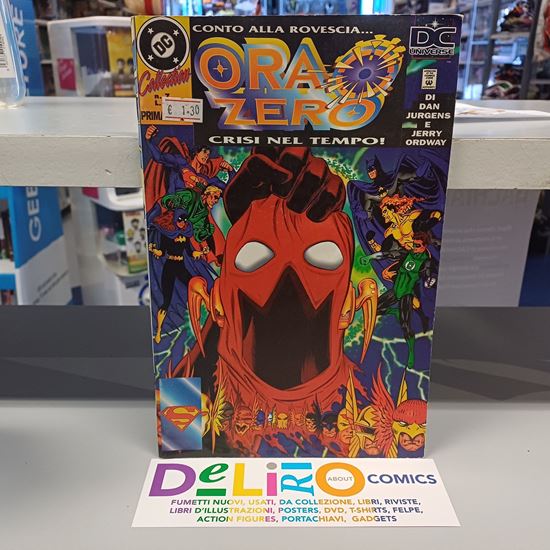 CONTO ALLA ROVESCIA...
DC
DC
UNIVERSE
Collection
N. 7
€ 1.30
PRIMA
ORA
ZERO
CRISI NEL TEMPO!
DI
DAN
JURGENS
E
JERRY
ORDWAY
DELIRIO ABOUT COMICS
FUMETTI NUOVI, USATI, DA COLLEZIONE, LIBRI, RIVISTE,
LIBRI D'ILLUSTRAZIONI, POSTERS, DVD, T-SHIRTS, FELPE,
ACTION FIGURES, PORTACHIAVI, GADGETS